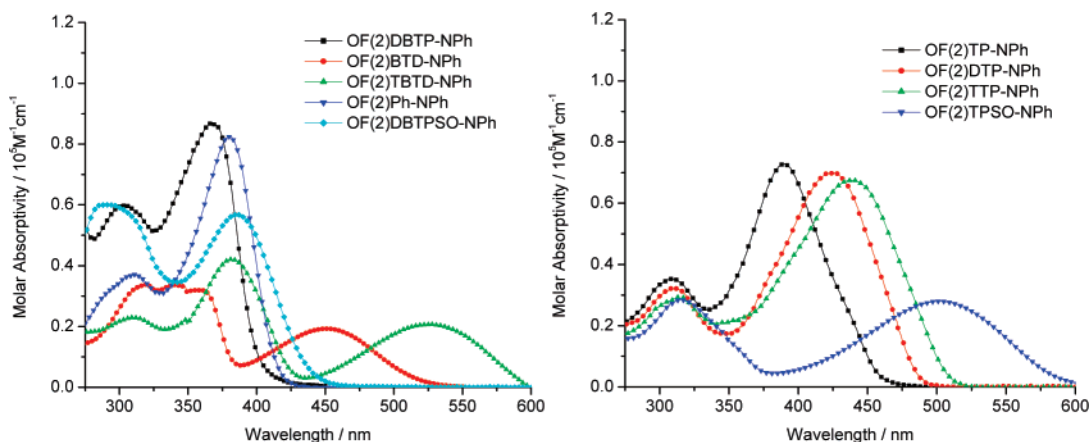 1.2
1.0
0.8
0.6
0.4
0.2
0.0
Molar Absorptivity / 10⁵M⁻¹cm⁻¹
OF(2)DBTP-NPh
OF(2)BTD-NPh
OF(2)TBTD-NPh
OF(2)Ph-NPh
OF(2)DBTPSO-NPh
300 350 400 450 500 550 600
Wavelength / nm
1.2
1.0
0.8
0.6
0.4
0.2
0.0
Molar Absorptivity / 10⁵M⁻¹cm⁻¹
OF(2)TP-NPh
OF(2)DTP-NPh
OF(2)TTP-NPh
OF(2)TPSO-NPh
300 350 400 450 500 550 600
Wavelength / nm